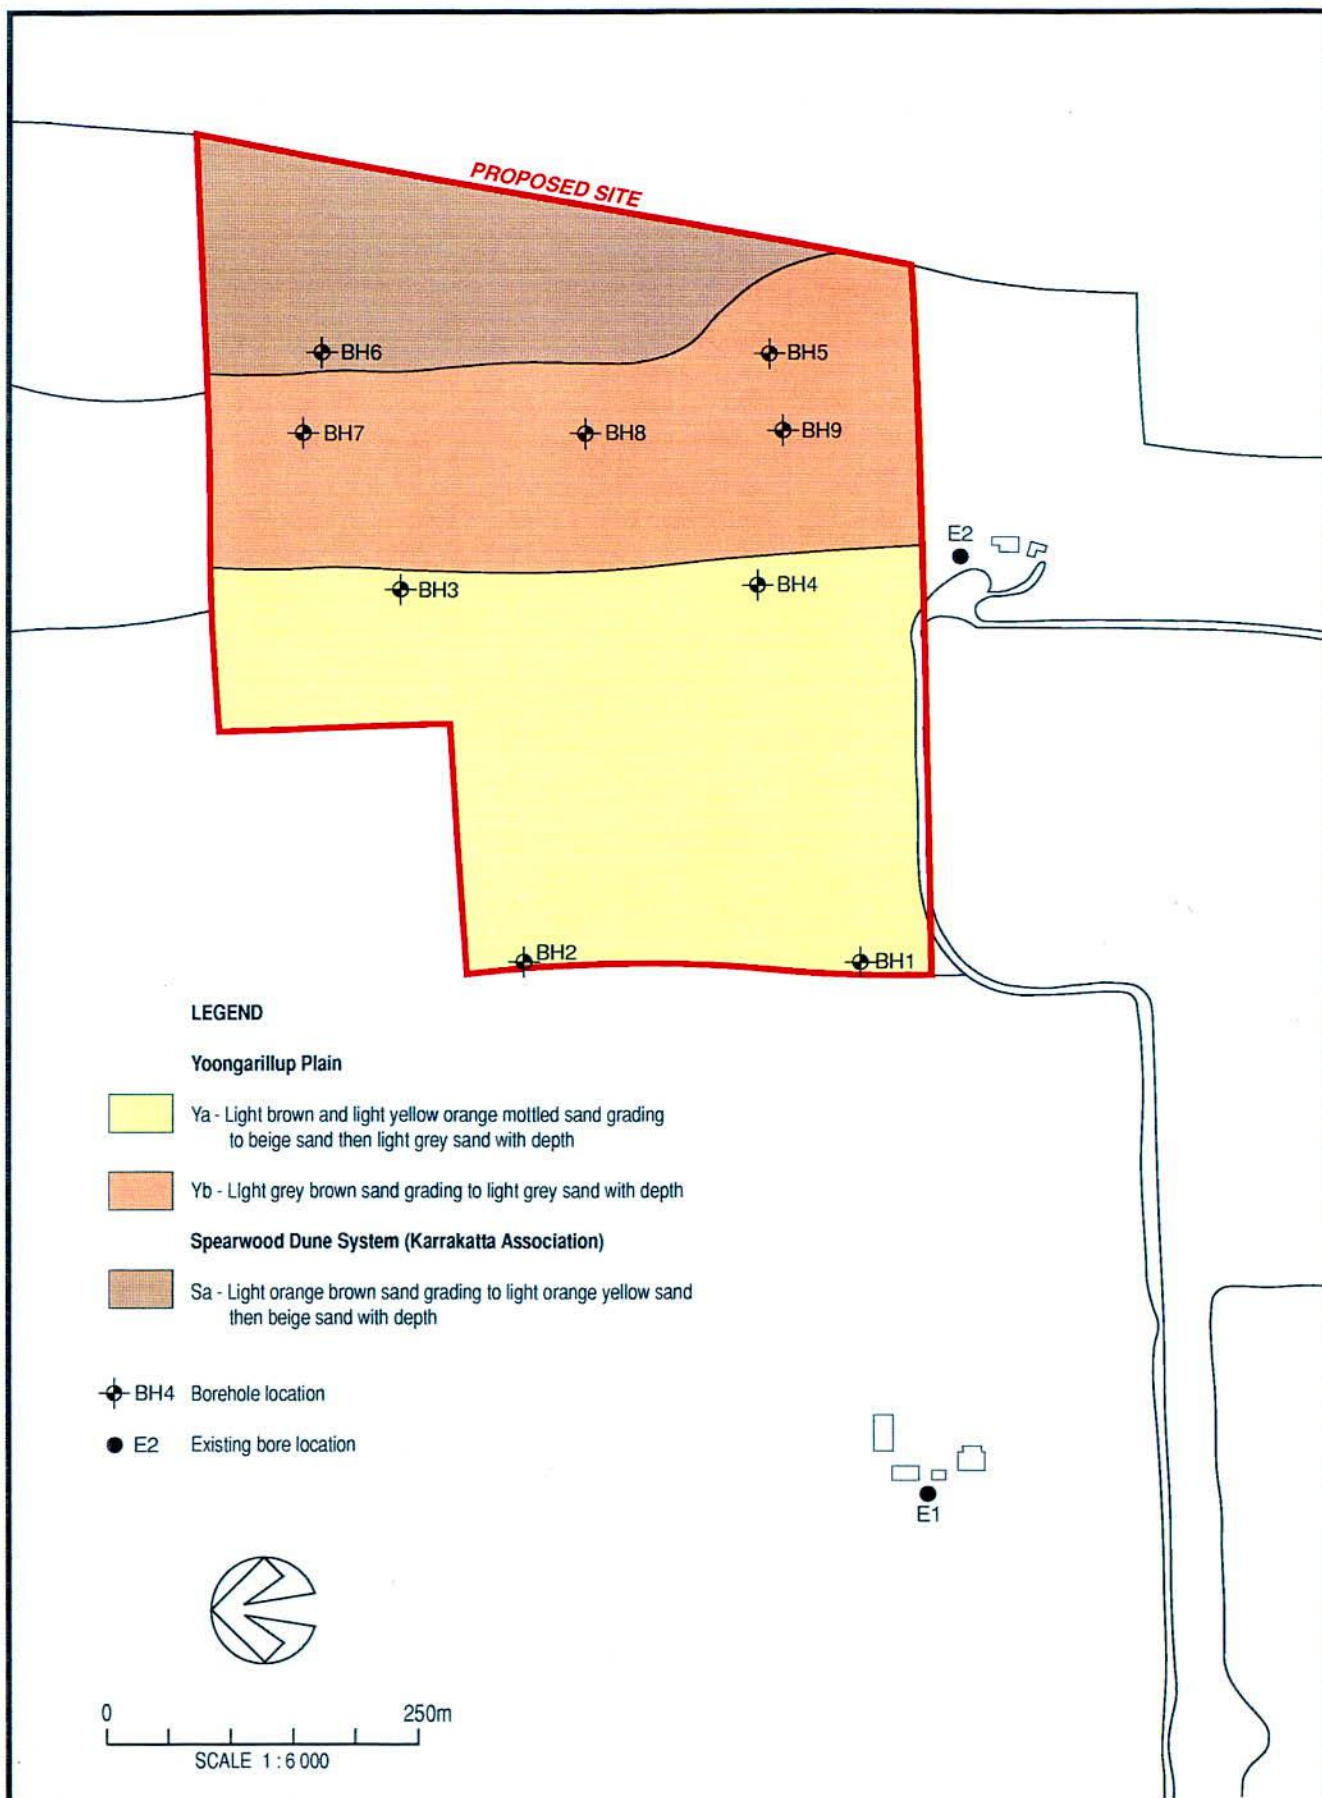 PROPOSED SITE
BH6
BH5
BH7
BH8
BH9
E2
BH3
BH4
BH2
BH1
LEGEND
Yoongarillup Plain
Ya - Light brown and light yellow orange mottled sand grading
to beige sand then light grey sand with depth
Yb - Light grey brown sand grading to light grey sand with depth
Spearwood Dune System (Karrakatta Association)
Sa - Light orange brown sand grading to light orange yellow sand
then beige sand with depth
BH4 Borehole location
E2 Existing bore location
E1
0 250m
SCALE 1 : 6 000